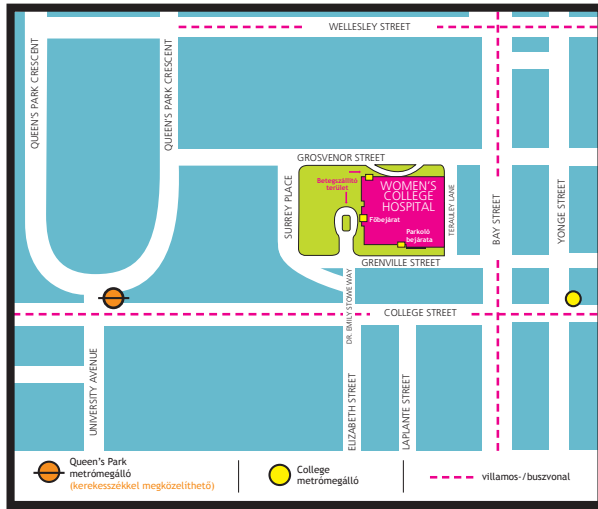 WELLESLEY STREET
QUEEN'S PARK CRESCENT
QUEEN'S PARK CRESCENT
GROSVENOR STREET
Betegszállító
terület
WOMEN'S
COLLEGE
HOSPITAL
Főbejárat
Parkoló
bejárata
SURREY PLACE
TERAULEY LANE
BAY STREET
YONGE STREET
GRENVILLE STREET
DR. EMILY STOWE WAY
COLLEGE STREET
UNIVERSITY AVENUE
ELIZABETH STREET
LAPLANTE STREET
Queen's Park
metrómegálló
(kerekesszékkel megközelíthető)
College
metrómegálló
villamos-/buszvonal